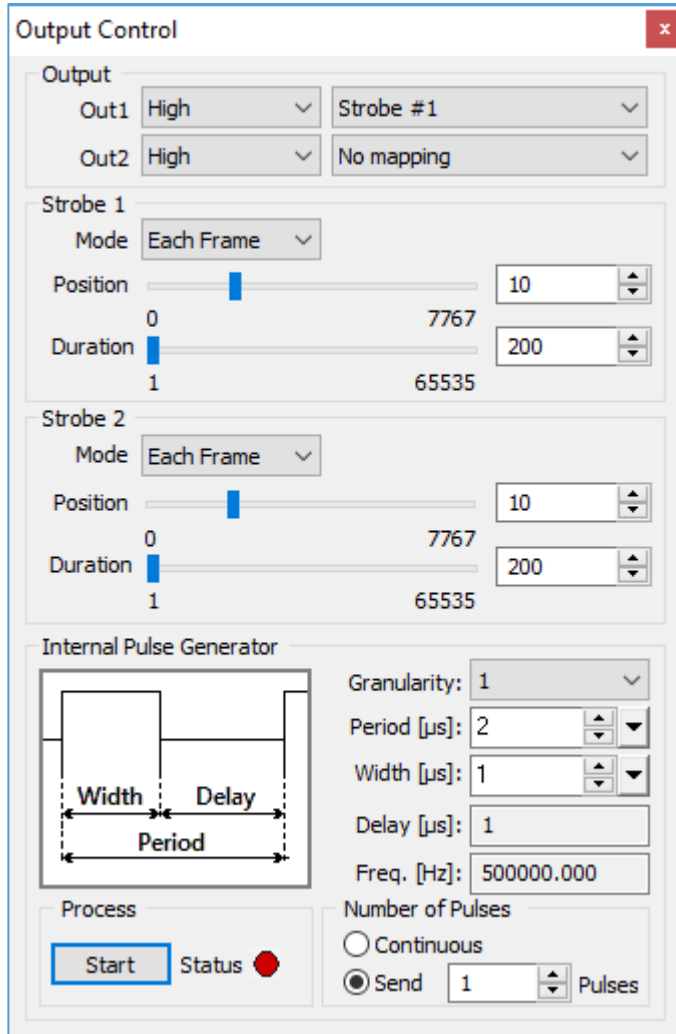 Output Control
x
Output
Out1 High Strobe #1
Out2 High No mapping
Strobe 1
Mode Each Frame
Position 10
0 7767
Duration 200
1 65535
Strobe 2
Mode Each Frame
Position 10
0 7767
Duration 200
1 65535
Internal Pulse Generator
Width Delay
Period
Granularity: 1
Period [µs]: 2
Width [µs]: 1
Delay [µs]: 1
Freq. [Hz]: 500000.000
Process
Start Status
Number of Pulses
Continuous
Send 1 Pulses